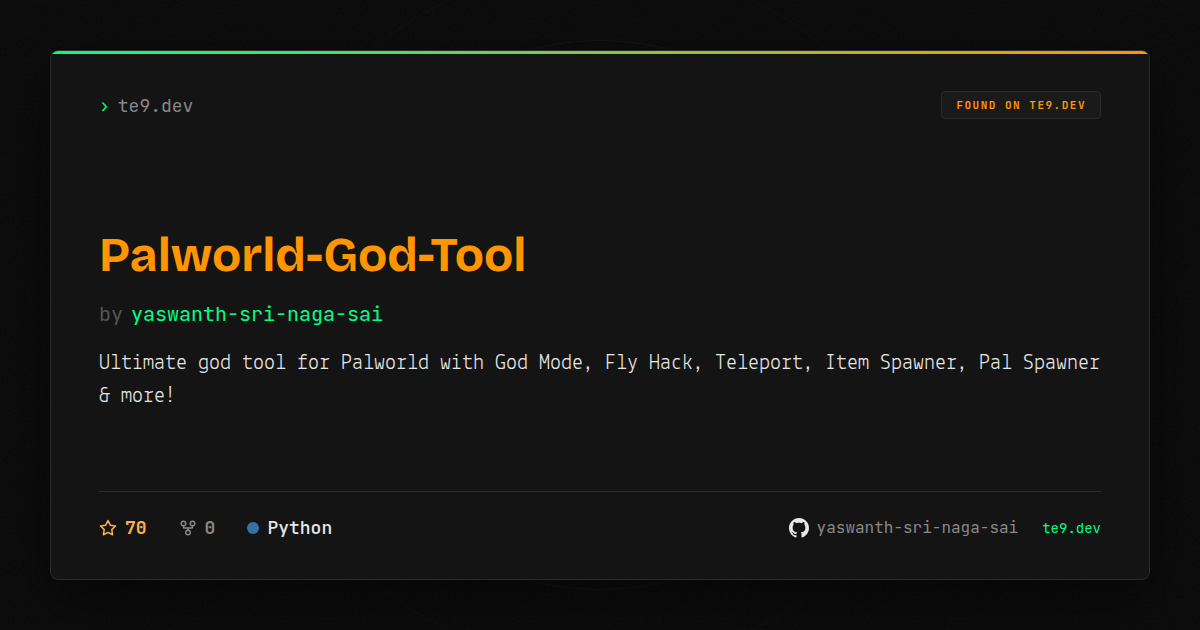 › te9.dev
FOUND ON TE9.DEV
Palworld-God-Tool
by yaswanth-sri-naga-sai
Ultimate god tool for Palworld with God Mode, Fly Hack, Teleport, Item Spawner, Pal Spawner
& more!
70 0 Python
yaswanth-sri-naga-sai te9.dev